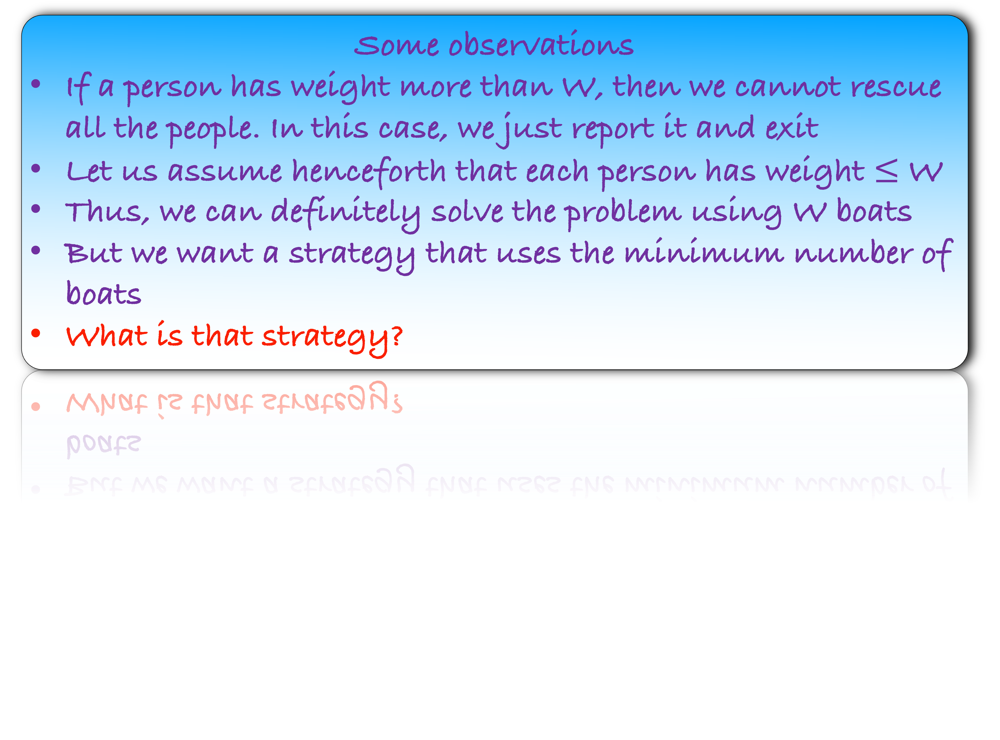 Some observations
• If a person has weight more than W, then we cannot rescue
all the people. In this case, we just report it and exit
• Let us assume henceforth that each person has weight ≤ W
• Thus, we can definitely solve the problem using W boats
• But we want a strategy that uses the minimum number of
boats
• What is that strategy?